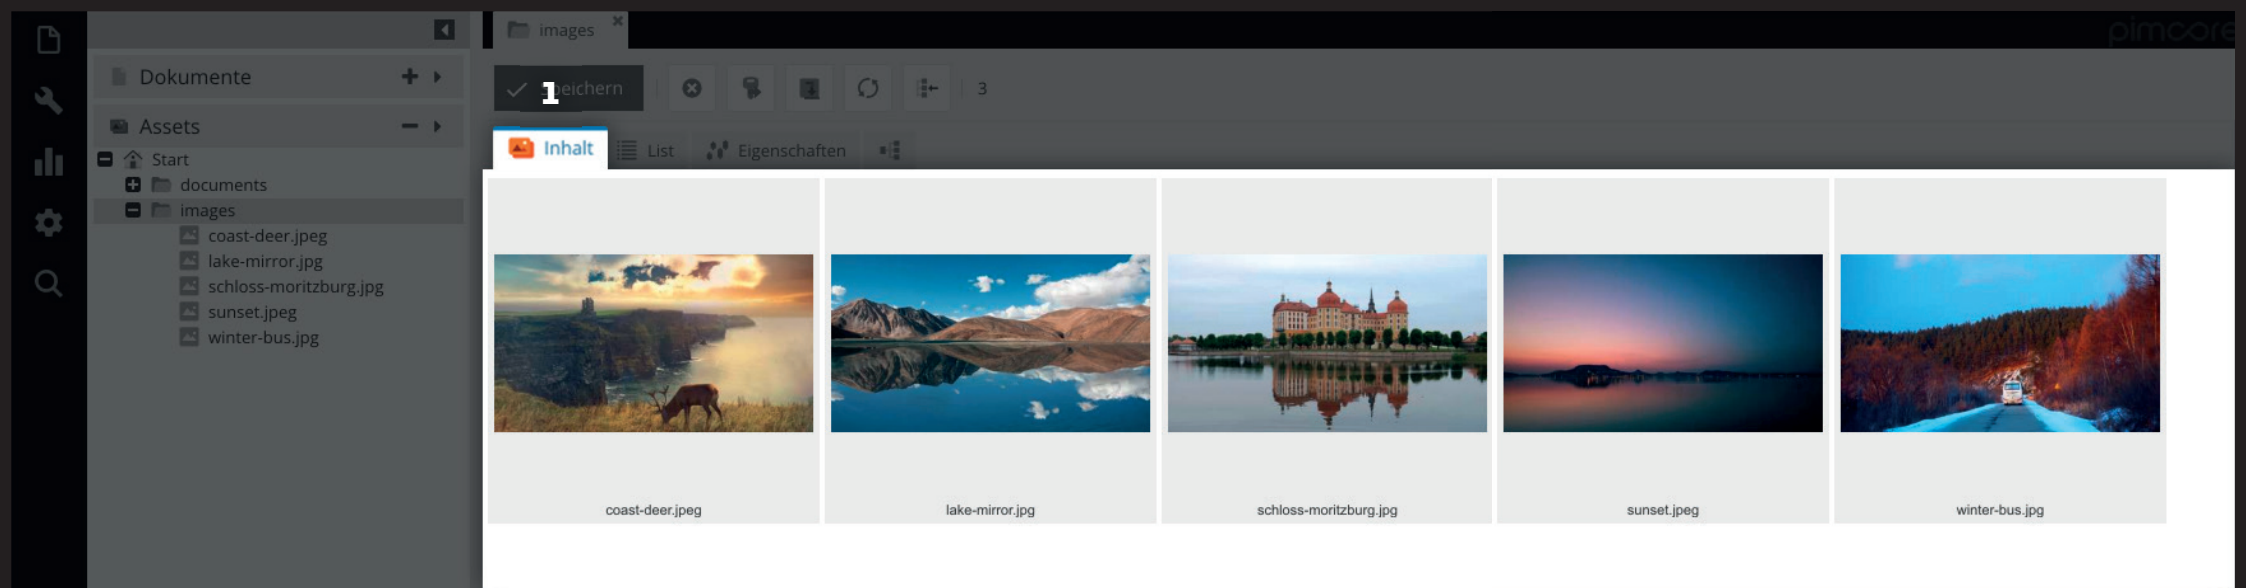 images
pimcore
Dokumente
Speichern
1
3
Assets
Inhalt
List
Eigenschaften
Start
documents
images
coast-deer.jpeg
lake-mirror.jpg
schloss-moritzburg.jpg
sunset.jpeg
winter-bus.jpg
coast-deer.jpeg
lake-mirror.jpg
schloss-moritzburg.jpg
sunset.jpeg
winter-bus.jpg